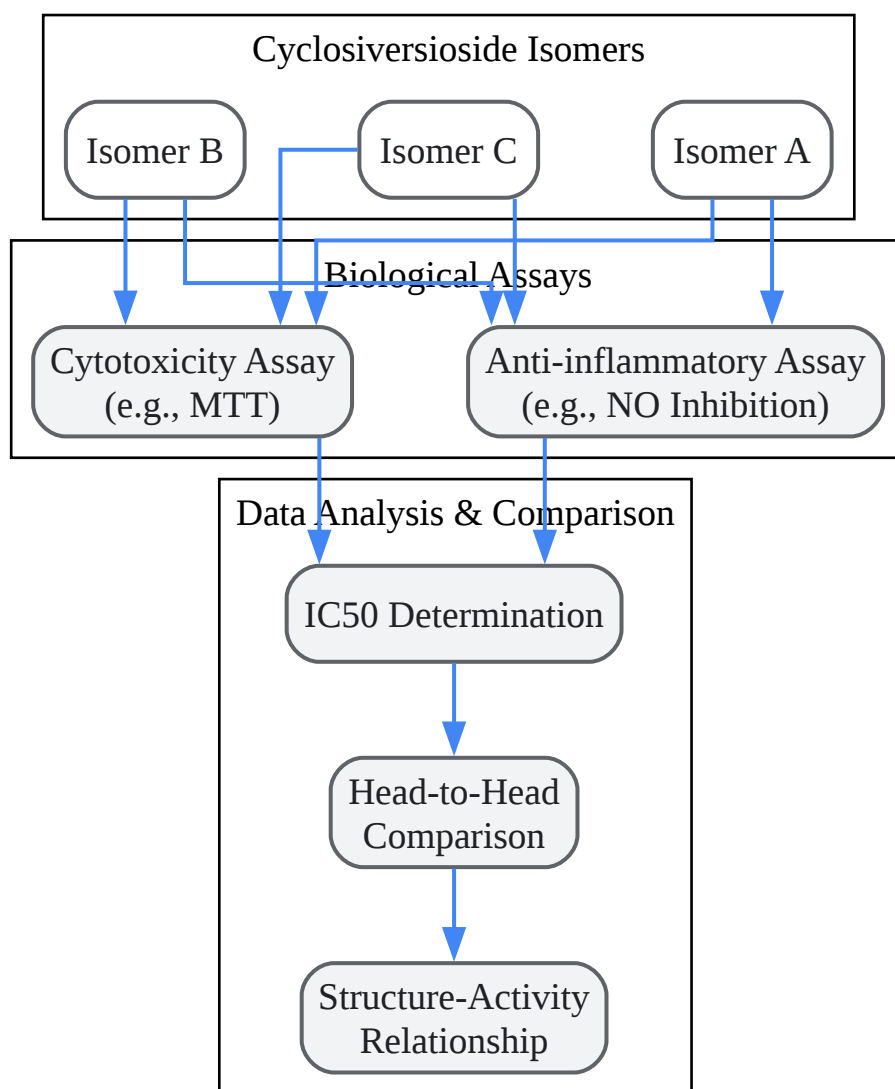 Cyclosiversioside Isomers
Isomer B
Isomer C
Isomer A
Biological Assays
Cytotoxicity Assay
(e.g., MTT)
Anti-inflammatory Assay
(e.g., NO Inhibition)
Data Analysis & Comparison
IC50 Determination
Head-to-Head
Comparison
Structure-Activity
Relationship